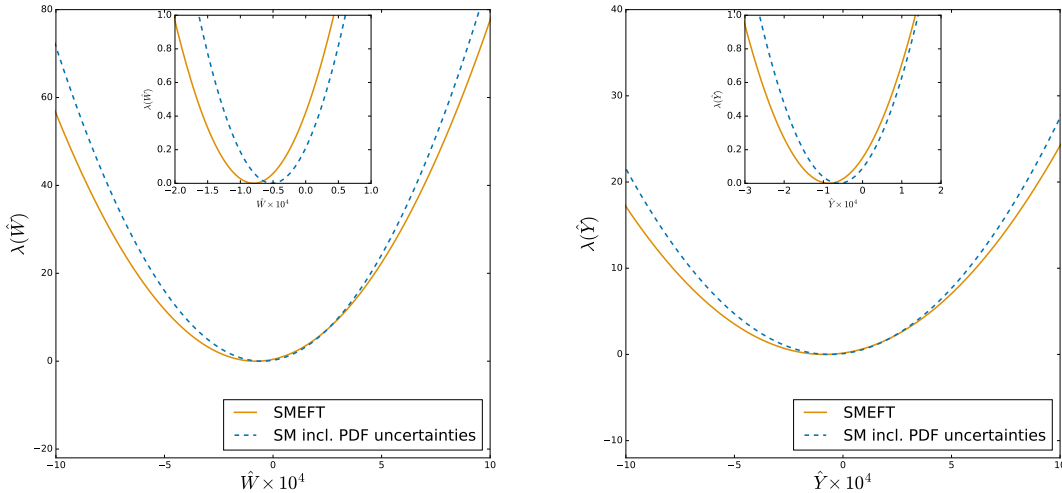 80
60
40
20
0
−20
λ(Ŵ)
−10 −5 0 5 10
Ŵ × 10⁴
1.0
0.8
0.6
0.4
0.2
0.0
λ(Ŵ)
−2.0 −1.5 −1.0 −0.5 0.0 0.5 1.0
Ŵ × 10⁴
SMEFT
SM incl. PDF uncertainties
40
30
20
10
0
−10
λ(Ŷ)
−10 −5 0 5 10
Ŷ × 10⁴
1.0
0.8
0.6
0.4
0.2
0.0
λ(Ŷ)
−3 −2 −1 0 1 2
Ŷ × 10⁴
SMEFT
SM incl. PDF uncertainties